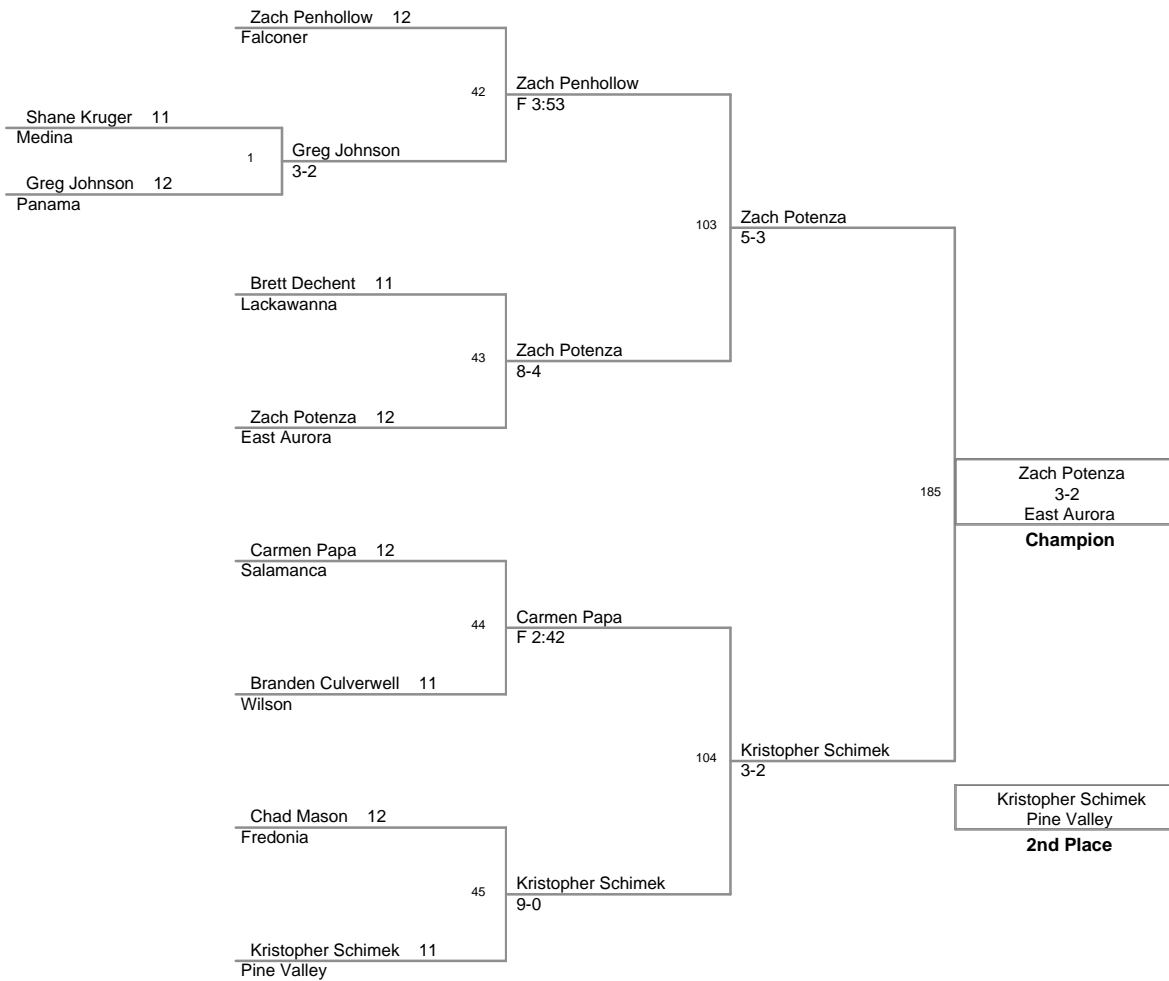 Zach Penhollow 12
Falconer
42
Zach Penhollow
F 3:53
Shane Kruger 11
Medina
1
Greg Johnson
3-2
Greg Johnson 12
Panama
103
Zach Potenza
5-3
Brett Dechent 11
Lackawanna
43
Zach Potenza
8-4
Zach Potenza 12
East Aurora
185
Zach Potenza
3-2
East Aurora
Champion
Carmen Papa 12
Salamanca
44
Carmen Papa
F 2:42
Branden Culverwell 11
Wilson
104
Kristopher Schimek
3-2
Kristopher Schimek
Pine Valley
2nd Place
Chad Mason 12
Fredonia
45
Kristopher Schimek
9-0
Kristopher Schimek 11
Pine Valley